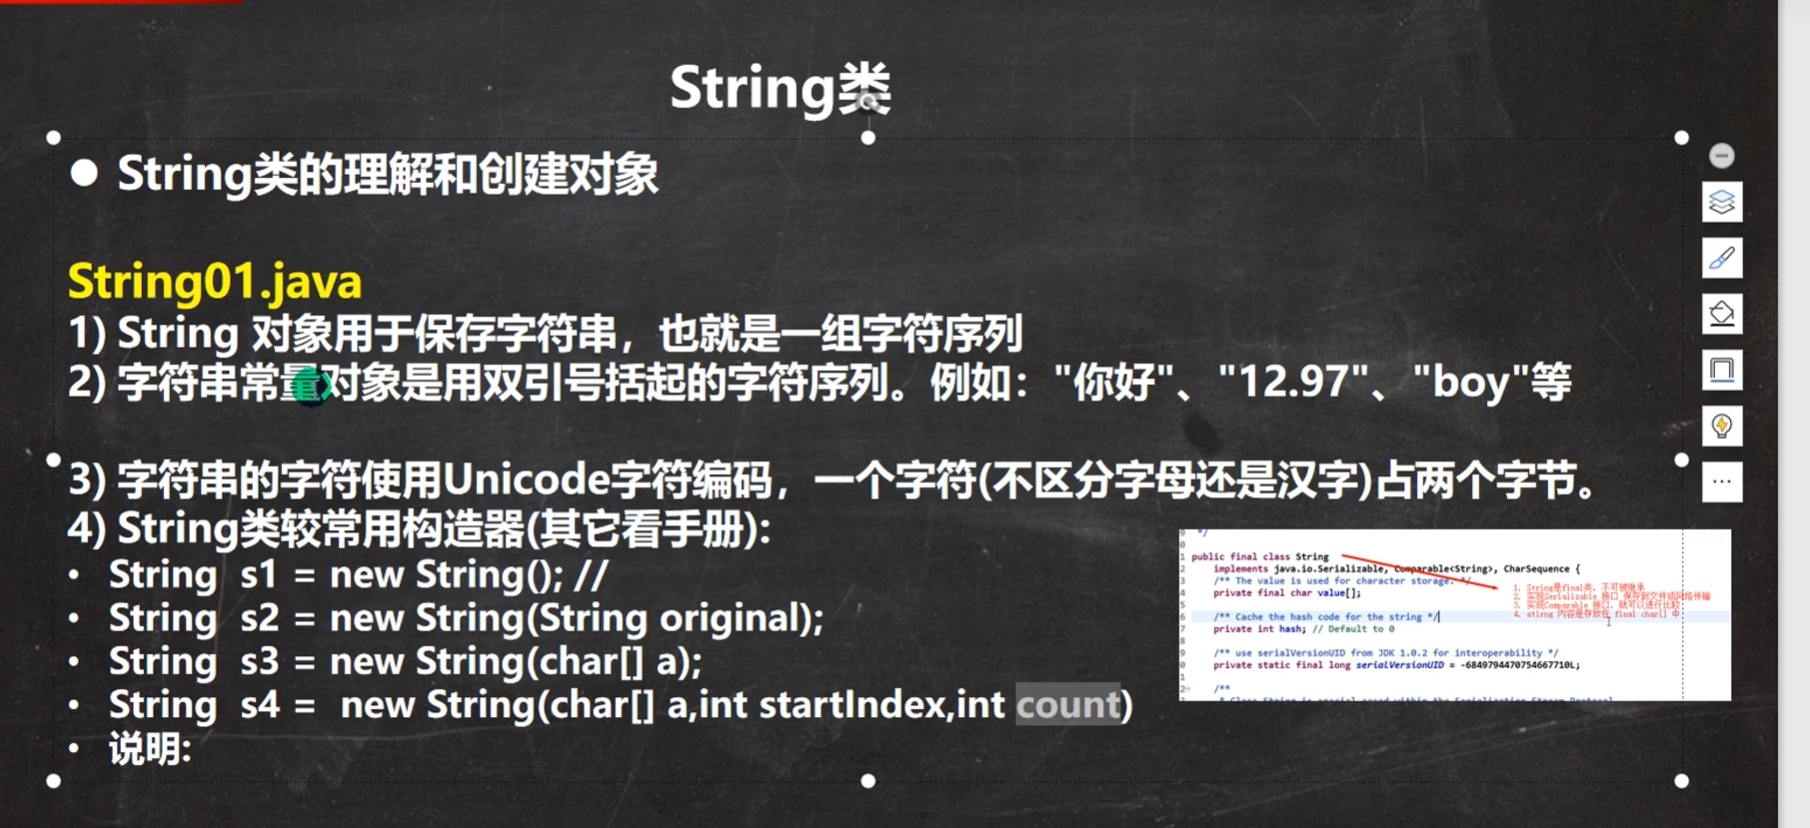 String类
● String类的理解和创建对象
String01.java
1) String 对象用于保存字符串，也就是一组字符序列
2) 字符串常量对象是用双引号括起的字符序列。例如："你好"、"12.97"、"boy"等
3) 字符串的字符使用Unicode字符编码，一个字符(不区分字母还是汉字)占两个字节。
4) String类较常用构造器(其它看手册):
• String s1 = new String(); //
• String s2 = new String(String original);
• String s3 = new String(char[] a);
• String s4 = new String(char[] a,int startIndex,int count)
• 说明:
*/
public final class String
implements java.io.Serializable, Comparable<String>, CharSequence {
/** The value is used for character storage. */
private final char value[];
/** Cache the hash code for the string */
private int hash; // Default to 0
/** use serialVersionUID from JDK 1.0.2 for interoperability */
private static final long serialVersionUID = -6849794470754667710L;
/**
* Class String is special cased within the Serialization Stream Protocol
1. String是final类，不可被继承
2. 实现Serializable 接口 保存到文件或网络传输
3. 实现Comparable 接口，就可以进行比较
4. stirng 内容是存放在 final char[] 中